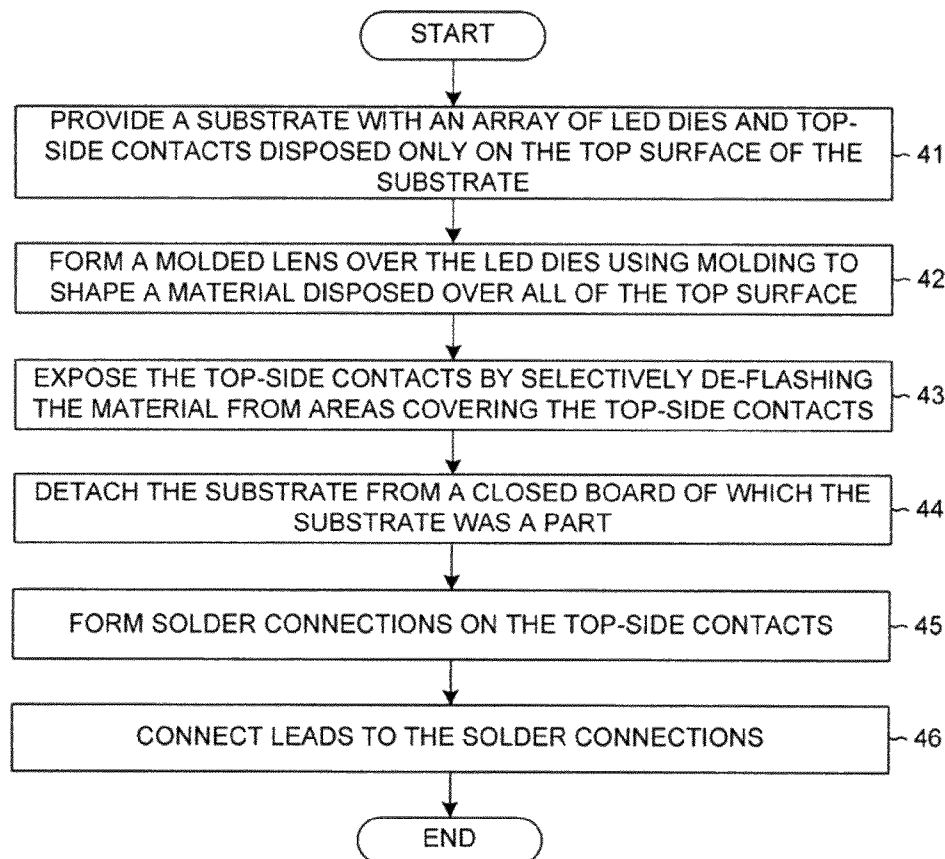 START
PROVIDE A SUBSTRATE WITH AN ARRAY OF LED DIES AND TOP-
SIDE CONTACTS DISPOSED ONLY ON THE TOP SURFACE OF THE
SUBSTRATE
41
FORM A MOLDED LENS OVER THE LED DIES USING MOLDING TO
SHAPE A MATERIAL DISPOSED OVER ALL OF THE TOP SURFACE
42
EXPOSE THE TOP-SIDE CONTACTS BY SELECTIVELY DE-FLASHING
THE MATERIAL FROM AREAS COVERING THE TOP-SIDE CONTACTS
43
DETACH THE SUBSTRATE FROM A CLOSED BOARD OF WHICH THE
SUBSTRATE WAS A PART
44
FORM SOLDER CONNECTIONS ON THE TOP-SIDE CONTACTS
45
CONNECT LEADS TO THE SOLDER CONNECTIONS
46
END